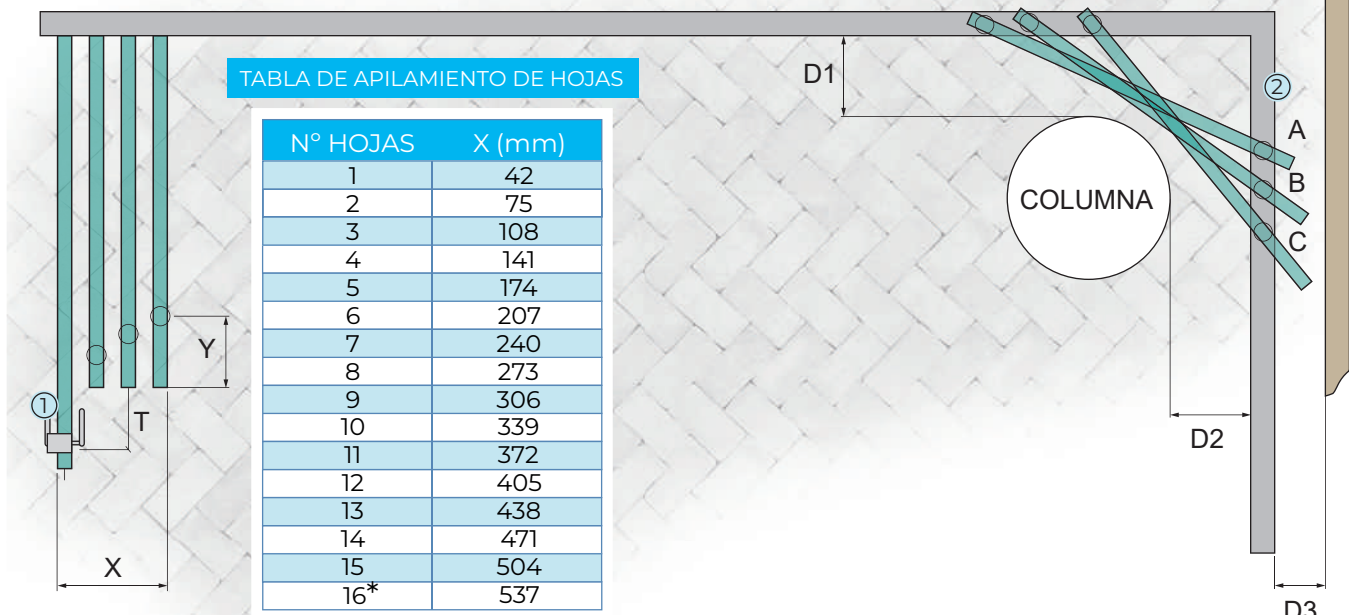 TABLA DE APILAMIENTO DE HOJAS
Nº HOJAS X (mm)
1 42
2 75
3 108
4 141
5 174
6 207
7 240
8 273
9 306
10 339
11 372
12 405
13 438
14 471
15 504
16* 537
Y
1
T
X
D1
COLUMNA
2
A
B
C
D2
D3